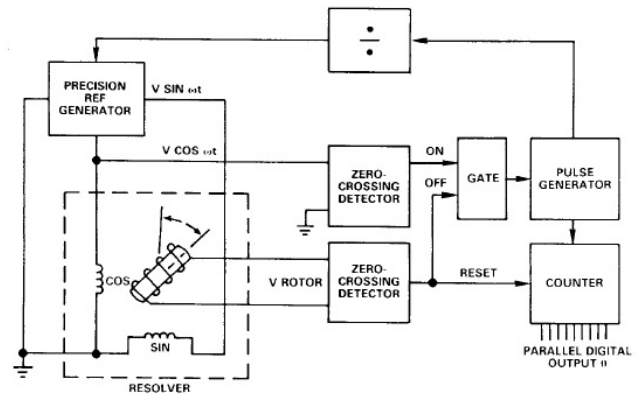 ÷
PRECISION
REF
GENERATOR
V SIN ωt
V COS ωt
ZERO-
CROSSING
DETECTOR
ON
OFF
GATE
PULSE
GENERATOR
COS
V ROTOR
ZERO-
CROSSING
DETECTOR
RESET
COUNTER
SIN
RESOLVER
PARALLEL DIGITAL
OUTPUT θ